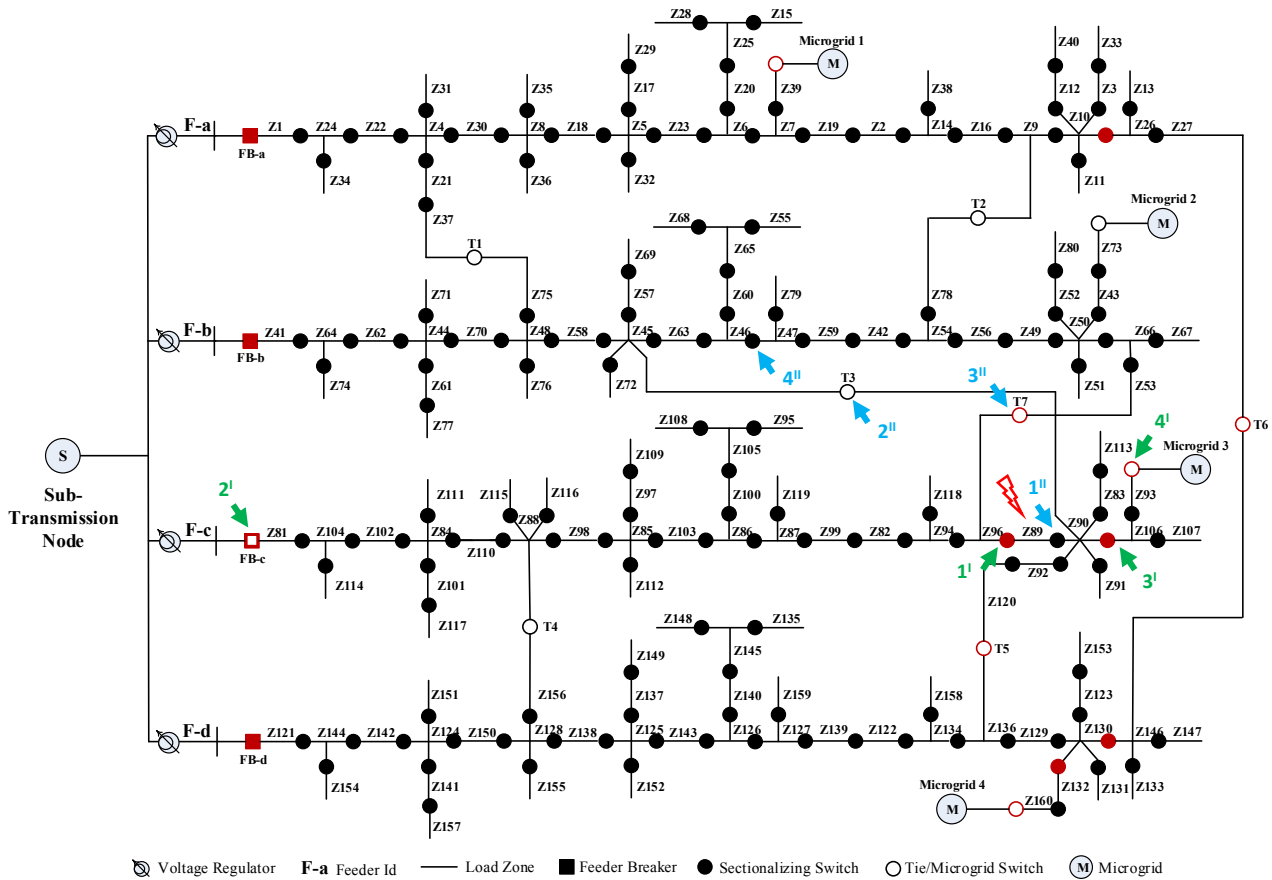 Z28 Z15
Z29 Z25 Microgrid 1 Z40 Z33
M
Z31 Z35 Z17 Z20 Z39 Z38 Z12 Z3 Z13
F-a Z1 Z24 Z22 Z4 Z30 Z8 Z18 Z5 Z23 Z6 Z7 Z19 Z2 Z14 Z16 Z9 Z10 Z26 Z27
FB-a
Z34 Z21 Z36 Z32 Z11
Z37 T2 Microgrid 2
M
T1 Z68 Z55
Z69 Z65 Z80 Z73
Z71 Z75 Z57 Z60 Z79 Z78 Z52 Z43
F-b Z41 Z64 Z62 Z44 Z70 Z48 Z58 Z45 Z63 Z46 Z47 Z59 Z42 Z54 Z56 Z49 Z50 Z66 Z67
FB-b
Z74 Z61 Z76 Z72 4II Z51 Z53
Z77 T3 3II T7
2II T6
Z108 Z95 4I
S Z109 Z105 Z113 Microgrid 3
M
Sub-
Transmission
Node
2I Z111 Z115 Z116 Z97 Z100 Z119 Z118 1II Z83 Z93
F-c Z81 Z104 Z102 Z84 Z110 Z88 Z98 Z85 Z103 Z86 Z87 Z99 Z82 Z94 Z96 Z89 Z90 Z106 Z107
FB-c
Z114 Z101 Z112 1I Z92 Z91 3I
Z117 Z120
T4 Z148 Z135 T5
Z149 Z145 Z153
Z151 Z156 Z137 Z140 Z159 Z158 Z123
F-d Z121 Z144 Z142 Z124 Z150 Z128 Z138 Z125 Z143 Z126 Z127 Z139 Z122 Z134 Z136 Z129 Z130 Z146 Z147
FB-d
Z154 Z141 Z155 Z152 Microgrid 4 Z132 Z131 Z133
Z157 M Z160
Voltage Regulator F-a Feeder Id Load Zone Feeder Breaker Sectionalizing Switch Tie/Microgrid Switch M Microgrid